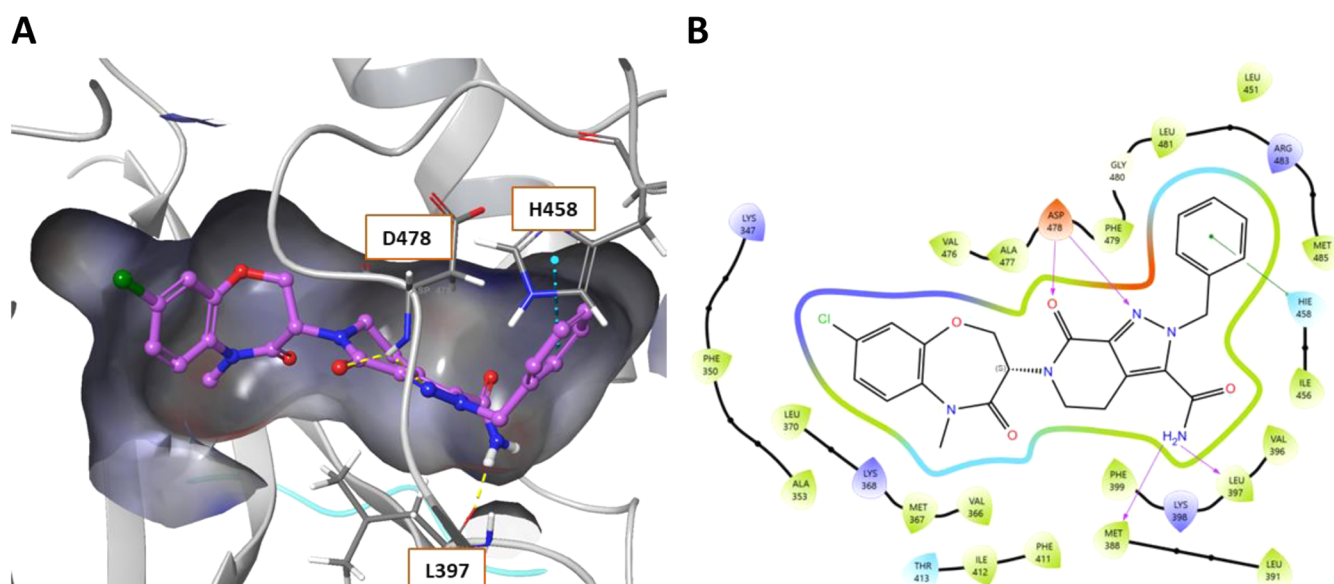 A
B
H458
D478
ASP 478
L397
LEU
451
LEU
481
ARG
483
GLY
480
ASP
478
PHE
479
LYS
347
VAL
476
ALA
477
MET
485
HIE
458
O
N
Cl
O
N
(S)
N
PHE
350
O
ILE
456
N
O
H₂N
LEU
370
VAL
396
LYS
368
PHE
399
LEU
397
ALA
353
LYS
398
MET
367
VAL
366
MET
388
PHE
411
THR
413
ILE
412
LEU
391